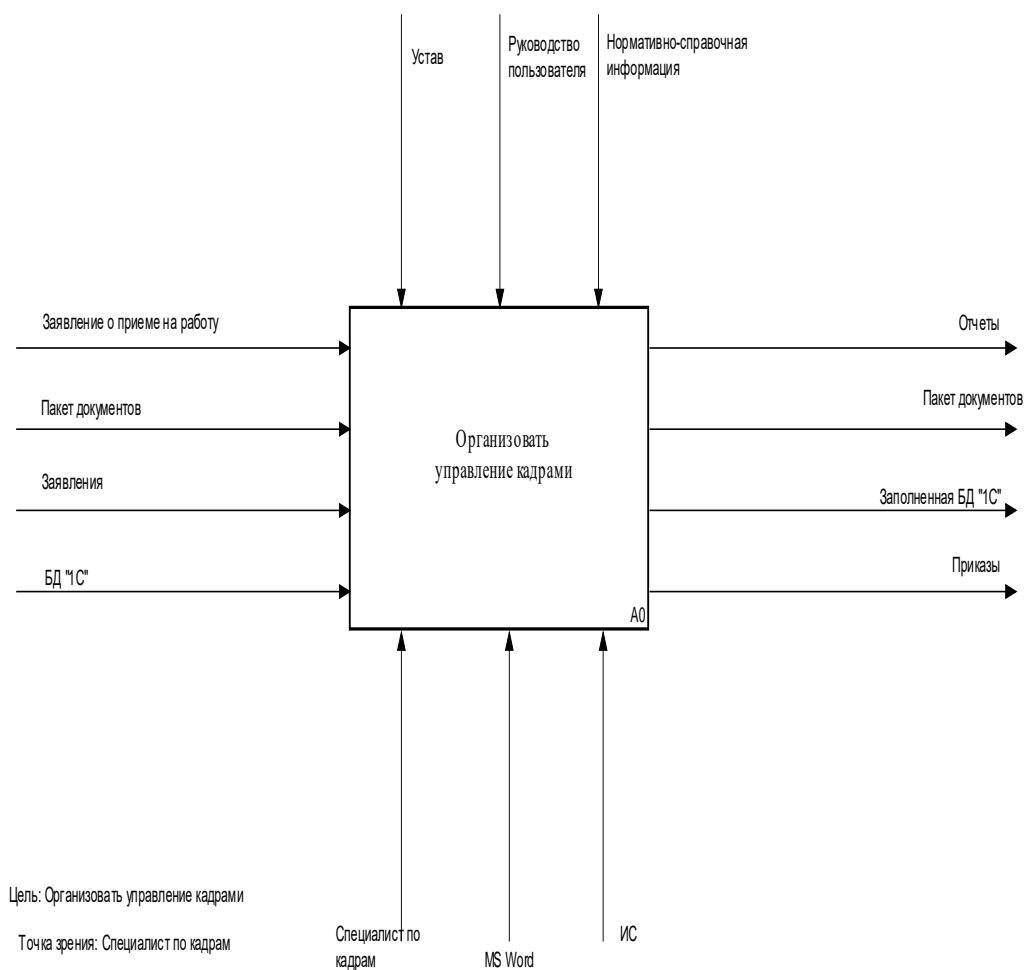 Устав
Руководство
пользователя
Нормативно-справочная
информация
Заявление о приеме на работу
Отчеты
Пакет документов
Пакет документов
Организовать
управление кадрами
Заявления
Заполненная БД "1С"
БД "1С"
Приказы
A0
Цель: Организовать управление кадрами
Точка зрения: Специалист по кадрам
Специалист по
кадрам
MS Word
ИС